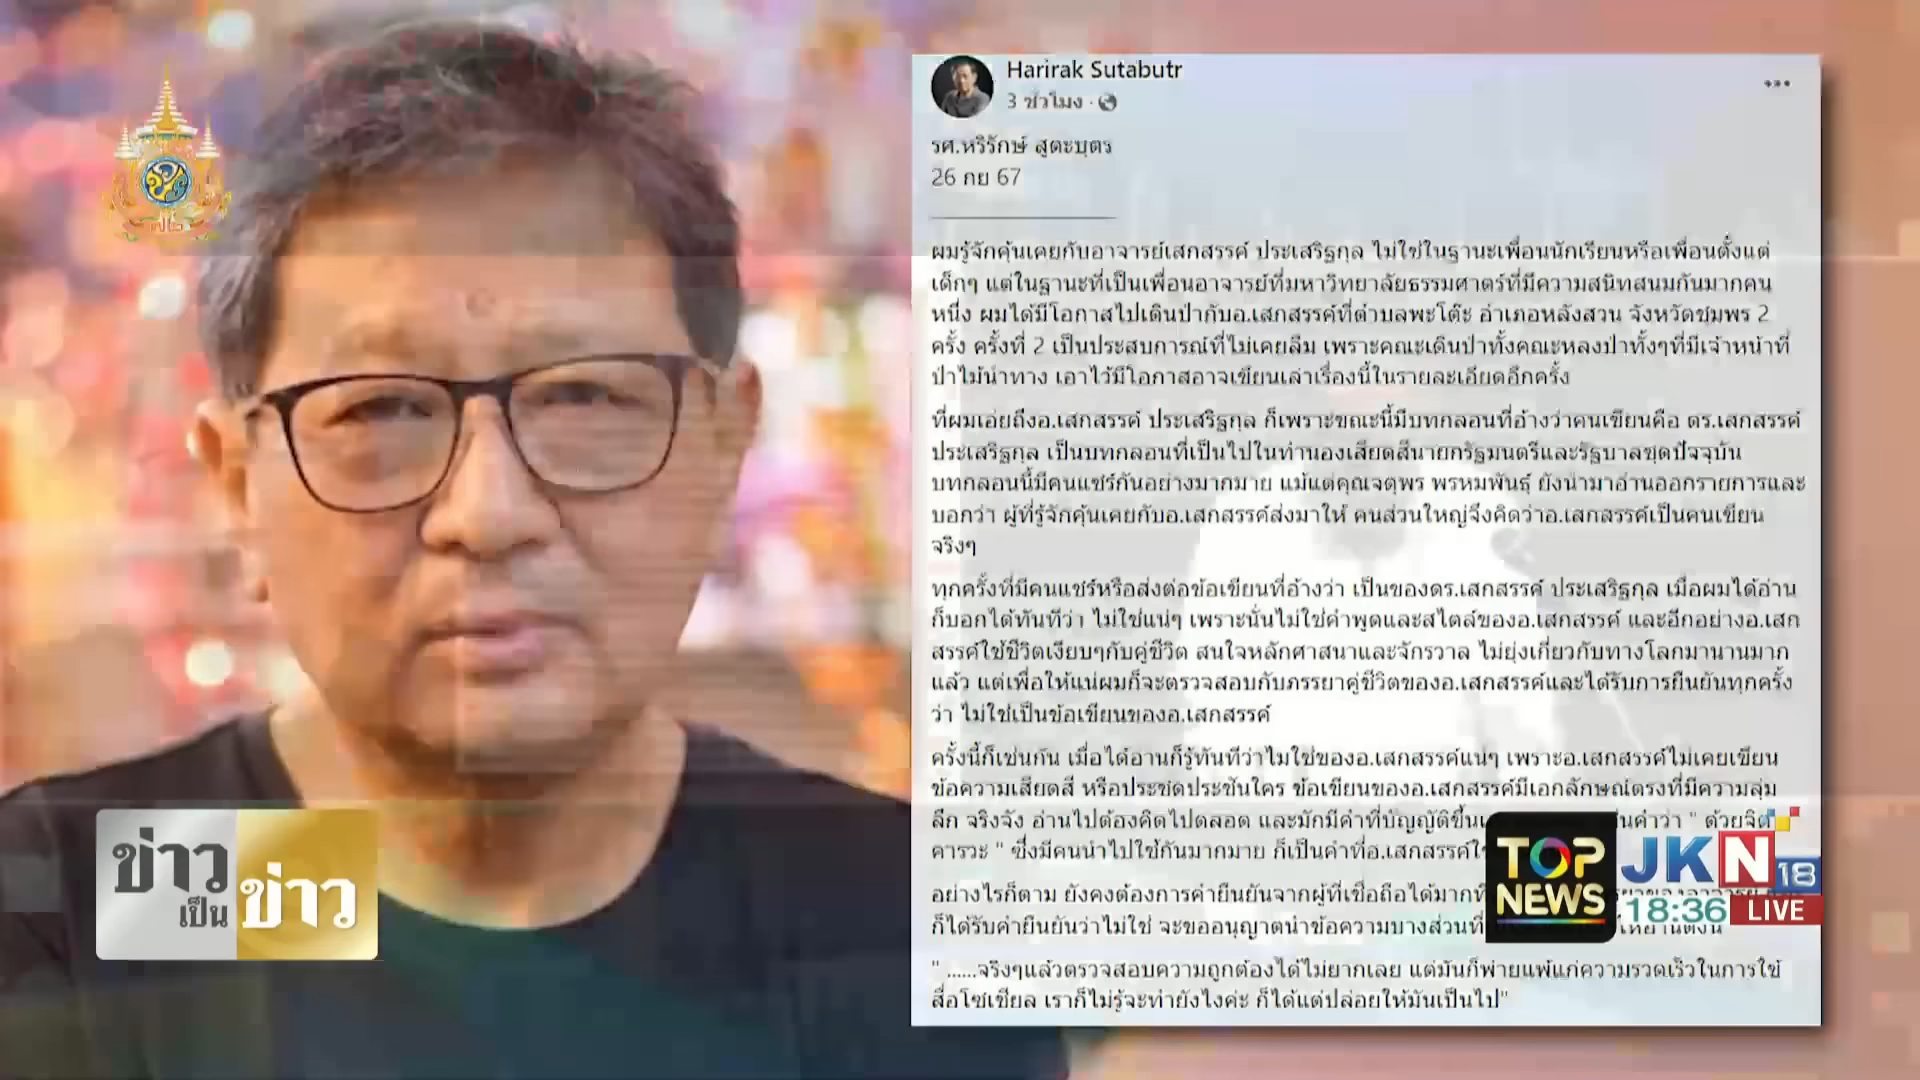 Harirak Sutabutr
3 ชั่วโมง
รศ.หริรักษ์ สูตะบุตร
26 กย 67
ผมรู้จักคุ้นเคยกับอาจารย์เสกสรรค์ ประเสริฐกุล ไม่ใช่ในฐานะเพื่อนนักเรียนหรือเพื่อนตั้งแต่
เด็กๆ แต่ในฐานะที่เป็นเพื่อนอาจารย์ที่มหาวิทยาลัยธรรมศาตร์ที่มีความสนิทสนมกันมากคน
หนึ่ง ผมได้มีโอกาสไปเดินป่ากับอ.เสกสรรค์ที่ตำบลพะโต๊ะ อำเภอหลังสวน จังหวัดชุมพร 2
ครั้ง ครั้งที่ 2 เป็นประสบการณ์ที่ไม่เคยลืม เพราะคณะเดินป่าทั้งคณะหลงป่าทั้งๆที่มีเจ้าหน้าที่
ป่าไม้นำทาง เอาไว้มีโอกาสอาจเขียนเล่าเรื่องนี้ในรายละเอียดอีกครั้ง
ที่ผมเอ่ยถึงอ.เสกสรรค์ ประเสริฐกุล ก็เพราะขณะนี้มีบทกลอนที่อ้างว่าคนเขียนคือ ดร.เสกสรรค์
ประเสริฐกุล เป็นบทกลอนที่เป็นไปในทำนองเสียดสีนายกรัฐมนตรีและรัฐบาลชุดปัจจุบัน
บทกลอนนี้มีคนแชร์กันอย่างมากมาย แม้แต่คุณจตุพร พรหมพันธุ์ ยังนำมาอ่านออกรายการและ
บอกว่า ผู้ที่รู้จักคุ้นเคยกับอ.เสกสรรค์ส่งมาให้ คนส่วนใหญ่จึงคิดว่าอ.เสกสรรค์เป็นคนเขียน
จริงๆ
ทุกครั้งที่มีคนแชร์หรือส่งต่อข้อเขียนที่อ้างว่า เป็นของดร.เสกสรรค์ ประเสริฐกุล เมื่อผมได้อ่าน
ก็บอกได้ทันทีว่า ไม่ใช่แน่ๆ เพราะนั่นไม่ใช่คำพูดและสไตล์ของอ.เสกสรรค์ และอีกอย่างอ.เสก
สรรค์ใช้ชีวิตเงียบๆกับคู่ชีวิต สนใจหลักศาสนาและจักรวาล ไม่ยุ่งเกี่ยวกับทางโลกมานานมาก
แล้ว แต่เพื่อให้แน่ผมก็จะตรวจสอบกับภรรยาคู่ชีวิตของอ.เสกสรรค์และได้รับการยืนยันทุกครั้ง
ว่า ไม่ใช่เป็นข้อเขียนของอ.เสกสรรค์
ครั้งนี้ก็เช่นกัน เมื่อได้อ่านก็รู้ทันทีว่าไม่ใช่ของอ.เสกสรรค์แน่ๆ เพราะอ.เสกสรรค์ไม่เคยเขียน
ข้อความเสียดสี หรือประชดประชันใคร ข้อเขียนของอ.เสกสรรค์มีเอกลักษณ์ตรงที่มีความลุ่ม
ลึก จริงจัง อ่านไปต้องคิดไปตลอด และมักมีคำที่บัญญัติขึ้น นคำว่า " ด้วยจิต
คารวะ " ซึ่งมีคนนำไปใช้กันมากมาย ก็เป็นคำที่อ.เสกสรรค์
อย่างไรก็ตาม ยังคงต้องการคำยืนยันจากผู้ที่เชื่อถือได้มาก
ก็ได้รับคำยืนยันว่าไม่ใช่ จะขออนุญาตนำข้อความบางส่วนที่
" ......จริงๆแล้วตรวจสอบความถูกต้องได้ไม่ยากเลย แต่มันก็พ่ายแพ้แก่ความรวดเร็วในการใช้
สื่อโซเชียล เราก็ไม่รู้จะทำยังไงค่ะ ก็ได้แต่ปล่อยให้มันเป็นไป"
ข่าว
เป็น
ข่าว
TOP
NEWS
JKN
18
18:36
LIVE